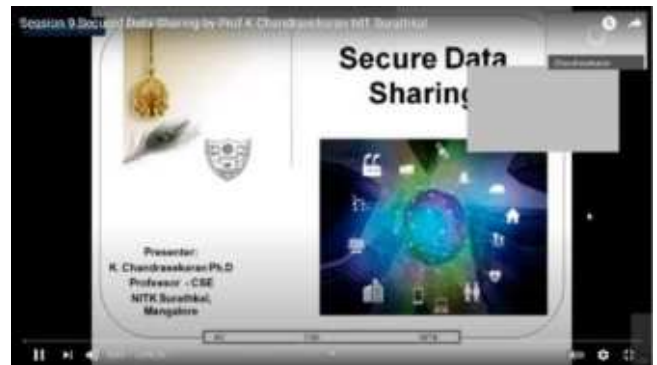 Session 9 Secured Data Sharing by Prof K Chandrasekaran NIT Surathkal
Chandrasekaran
Secure Data
Sharing
Presenter:
K. Chandrasekaran Ph.D
Professor - CSE
NITK Surathkal,
Mangalore